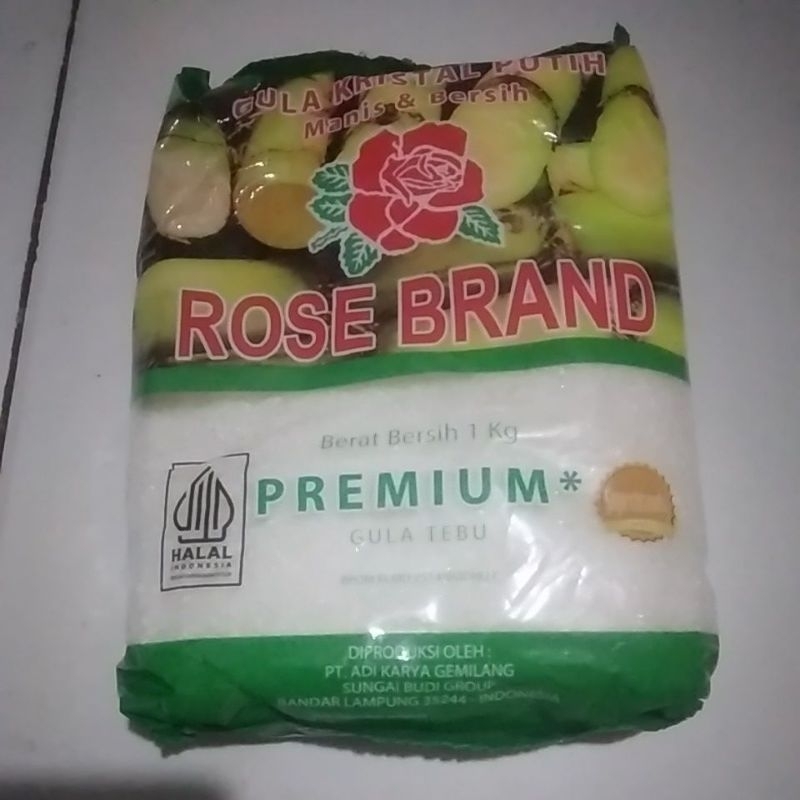 GULA KRISTAL PUTIH
Manis & Bersih
ROSE BRAND
Berat Bersih 1 Kg
PREMIUM*
GULA TEBU
HALAL
INDONESIA
DIPRODUKSI OLEH :
PT. ADI KARYA GEMILANG
SUNGAI BUDI GROUP
BANDAR LAMPUNG 35244 - INDONESIA